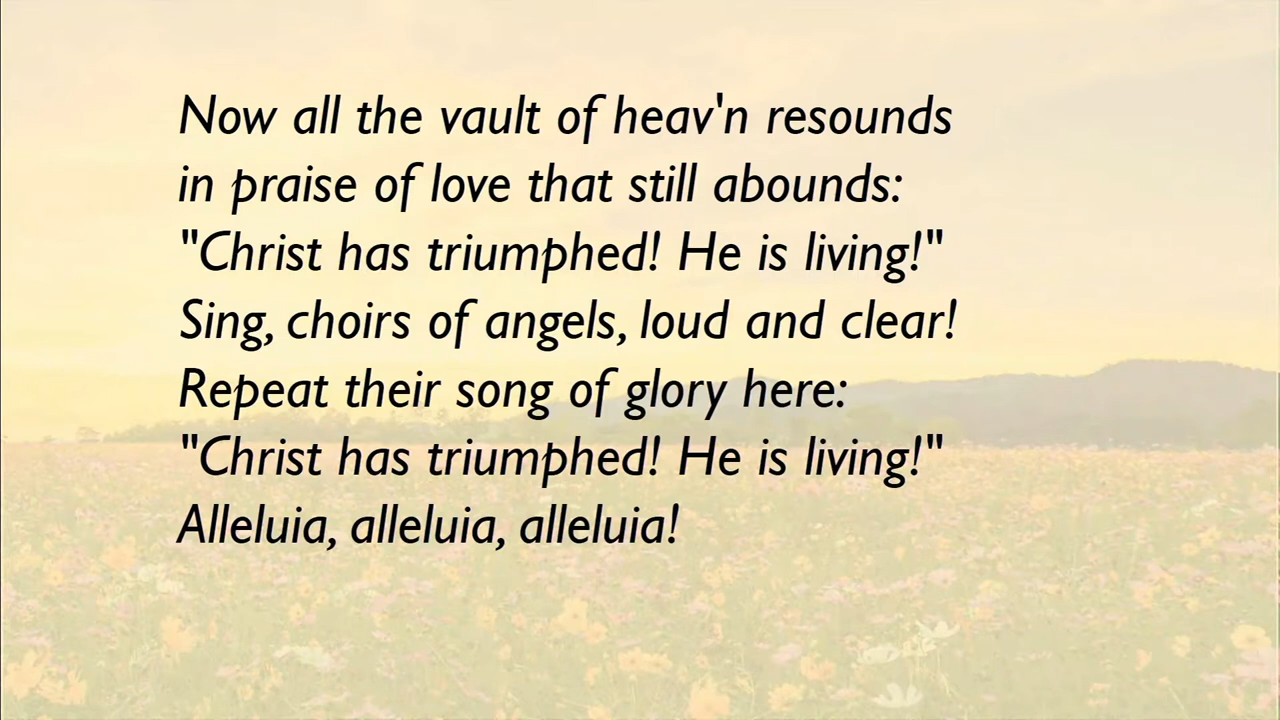 Now all the vault of heav'n resounds
in praise of love that still abounds:
"Christ has triumphed! He is living!"
Sing, choirs of angels, loud and clear!
Repeat their song of glory here:
"Christ has triumphed! He is living!"
Alleluia, alleluia, alleluia!